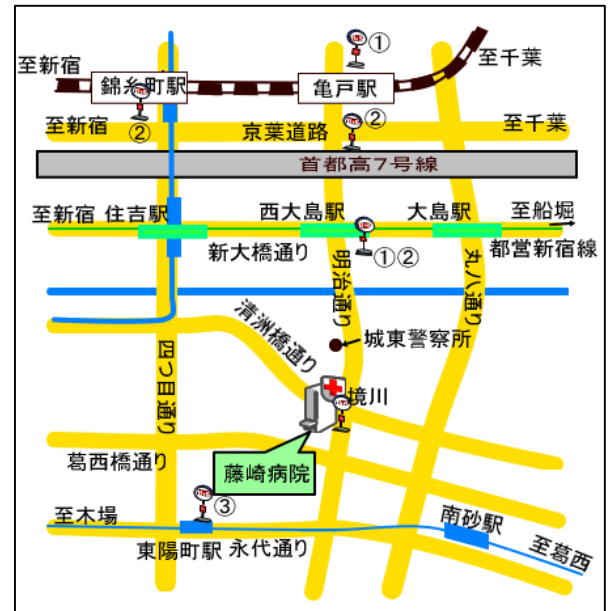 ①
至新宿
錦糸町駅
亀戸駅
至千葉
至新宿
②
京葉道路
②
至千葉
首都高7号線
至新宿
住吉駅
西大島駅
大島駅
至船堀
新大橋通り
①②
都営新宿線
明治通り
丸八通り
清洲橋通り
城東警察所
四つ目通り
境川
葛西橋通り
藤崎病院
③
至木場
南砂駅
東陽町駅
永代通り
至葛西